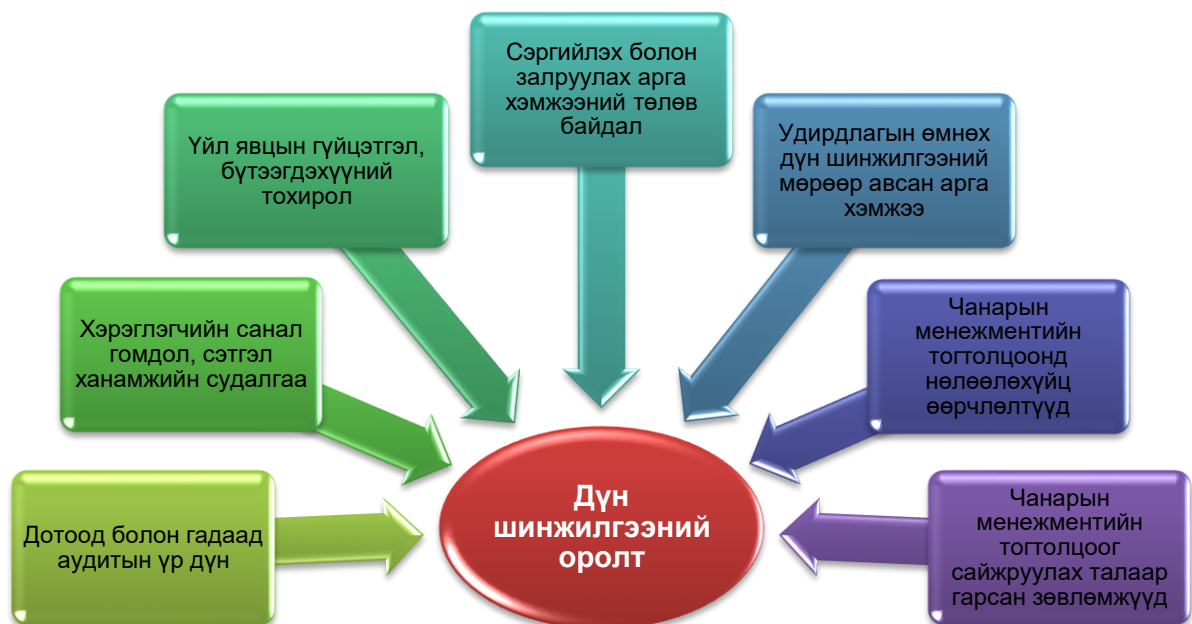 Сэргийлэх болон
залруулах арга
хэмжээний төлөв
байдал
Үйл явцын гүйцэтгэл,
бүтээгдэхүүний
тохирол
Удирдлагын өмнөх
дүн шинжилгээний
мөрөөр авсан арга
хэмжээ
Хэрэглэгчийн санал
гомдол, сэтгэл
ханамжийн судалгаа
Чанарын
менежментийн
тогтолцоонд
нөлөөлөхүйц
өөрчлөлтүүд
Дотоод болон гадаад
аудитын үр дүн
Дүн
шинжилгээний
оролт
Чанарын
менежментийн
тогтолцоог
сайжруулах талаар
гарсан зөвлөмжүүд